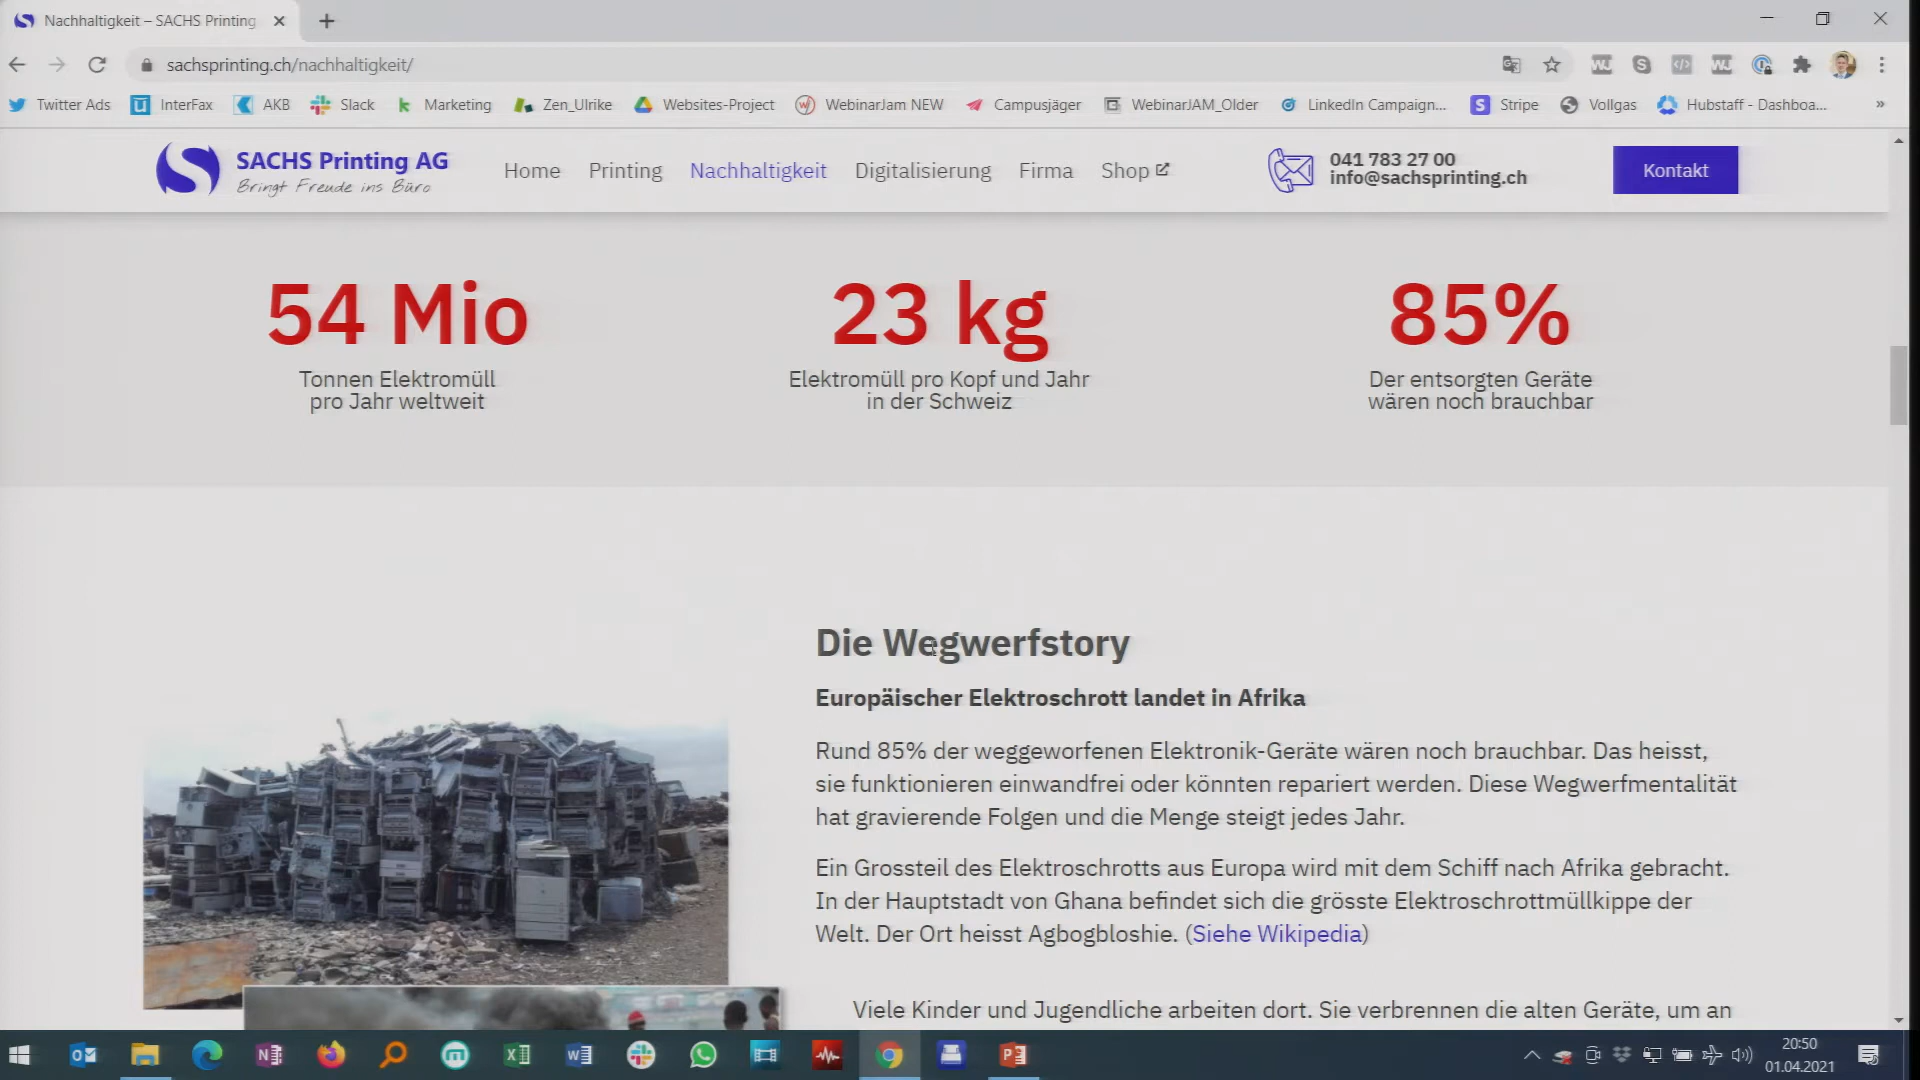 Nachhaltigkeit – SACHS Printing
sachsprinting.ch/nachhaltigkeit/
Twitter Ads InterFax AKB Slack Marketing Zen_Ulrike Websites-Project WebinarJam NEW Campusjäger WebinarJAM_Older LinkedIn Campaign... Stripe Vollgas Hubstaff - Dashboa... »
SACHS Printing AG
Bringt Freude ins Büro
Home Printing Nachhaltigkeit Digitalisierung Firma Shop
041 783 27 00
info@sachsprinting.ch
Kontakt
54 Mio
Tonnen Elektromüll
pro Jahr weltweit
23 kg
Elektromüll pro Kopf und Jahr
in der Schweiz
85%
Der entsorgten Geräte
wären noch brauchbar
Die Wegwerfstory
Europäischer Elektroschrott landet in Afrika
Rund 85% der weggeworfenen Elektronik-Geräte wären noch brauchbar. Das heisst,
sie funktionieren einwandfrei oder könnten repariert werden. Diese Wegwerfmentalität
hat gravierende Folgen und die Menge steigt jedes Jahr.
Ein Grossteil des Elektroschrotts aus Europa wird mit dem Schiff nach Afrika gebracht.
In der Hauptstadt von Ghana befindet sich die grösste Elektroschrottmüllkippe der
Welt. Der Ort heisst Agbogbloshie. (Siehe Wikipedia)
Viele Kinder und Jugendliche arbeiten dort. Sie verbrennen die alten Geräte, um an
20:50
01.04.2021